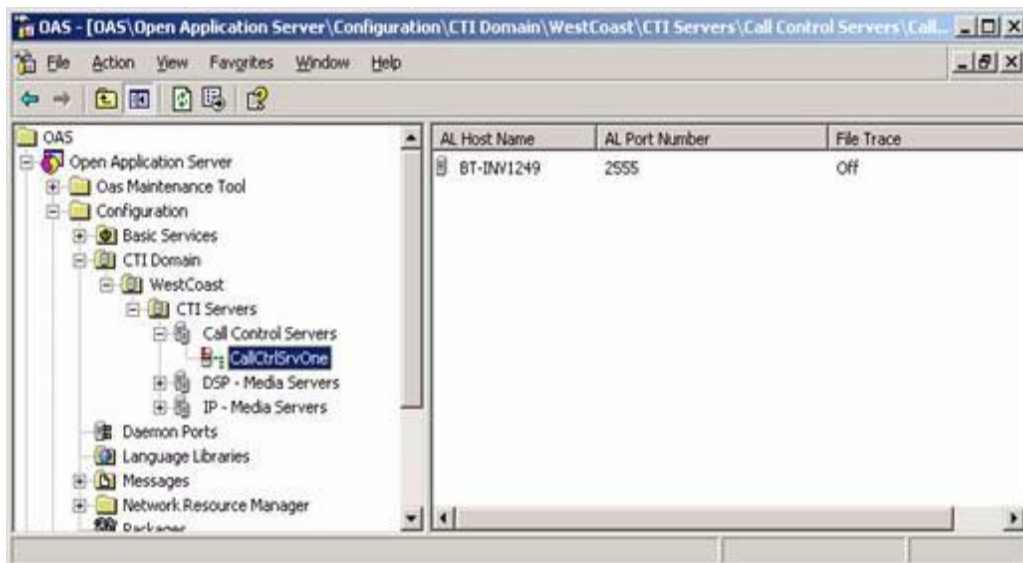 OAS - [OAS\Open Application Server\Configuration\CTI Domain\WestCoast\CTI Servers\Call Control Servers\Call...
File Action View Favorites Window Help
OAS
Open Application Server
Oas Maintenance Tool
Configuration
Basic Services
CTI Domain
WestCoast
CTI Servers
Call Control Servers
CallCtrlSrvOne
DSP - Media Servers
IP - Media Servers
Daemon Ports
Language Libraries
Messages
Network Resource Manager
Packages
AL Host Name AL Port Number File Trace
BT-INV1249 2555 Off